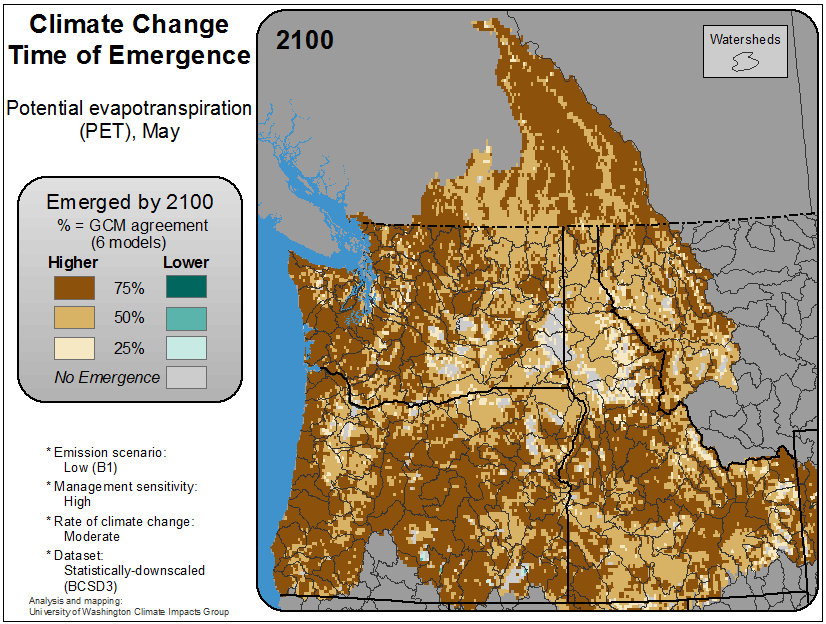 Climate Change
Time of Emergence
Potential evapotranspiration
(PET), May
Emerged by 2100
% = GCM agreement
(6 models)
Higher Lower
75%
50%
25%
No Emergence
* Emission scenario:
Low (B1)
* Management sensitivity:
High
* Rate of climate change:
Moderate
* Dataset:
Statistically-downscaled
(BCSD3)
Analysis and mapping:
University of Washington Climate Impacts Group
2100
Watersheds